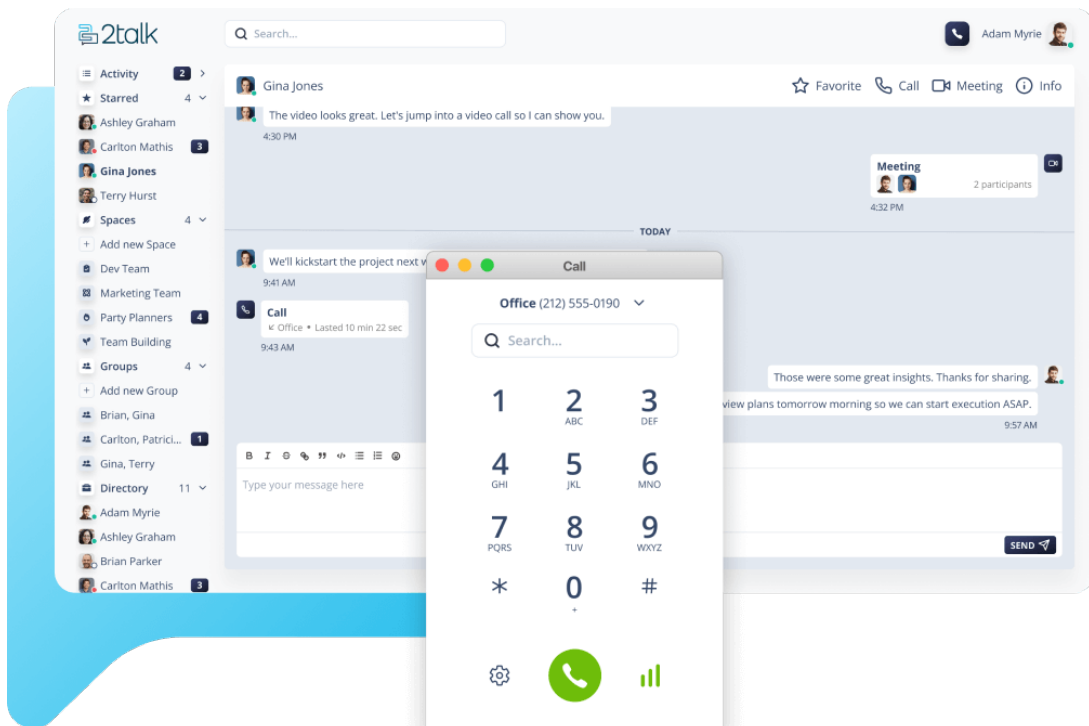 2talk
Search...
Adam Myrie
Activity 2
Starred 4
Ashley Graham
Carlton Mathis 3
Gina Jones
Terry Hurst
Spaces 4
Add new Space
Dev Team
Marketing Team
Party Planners 4
Team Building
Groups 4
Add new Group
Brian, Gina
Carlton, Patrici... 1
Gina, Terry
Directory 11
Adam Myrie
Ashley Graham
Brian Parker
Carlton Mathis 3
Gina Jones
Favorite Call Meeting Info
The video looks great. Let's jump into a video call so I can show you.
4:30 PM
Meeting
2 participants
4:32 PM
TODAY
We'll kickstart the project next
9:41 AM
Call
Office • Lasted 10 min 22 sec
9:43 AM
Those were some great insights. Thanks for sharing.
view plans tomorrow morning so we can start execution ASAP.
9:57 AM
B I S
Type your message here
SEND
Call
Office (212) 555-0190
Search...
1 2 3
ABC DEF
4 5 6
GHI JKL MNO
7 8 9
PQRS TUV WXYZ
* 0 #
+